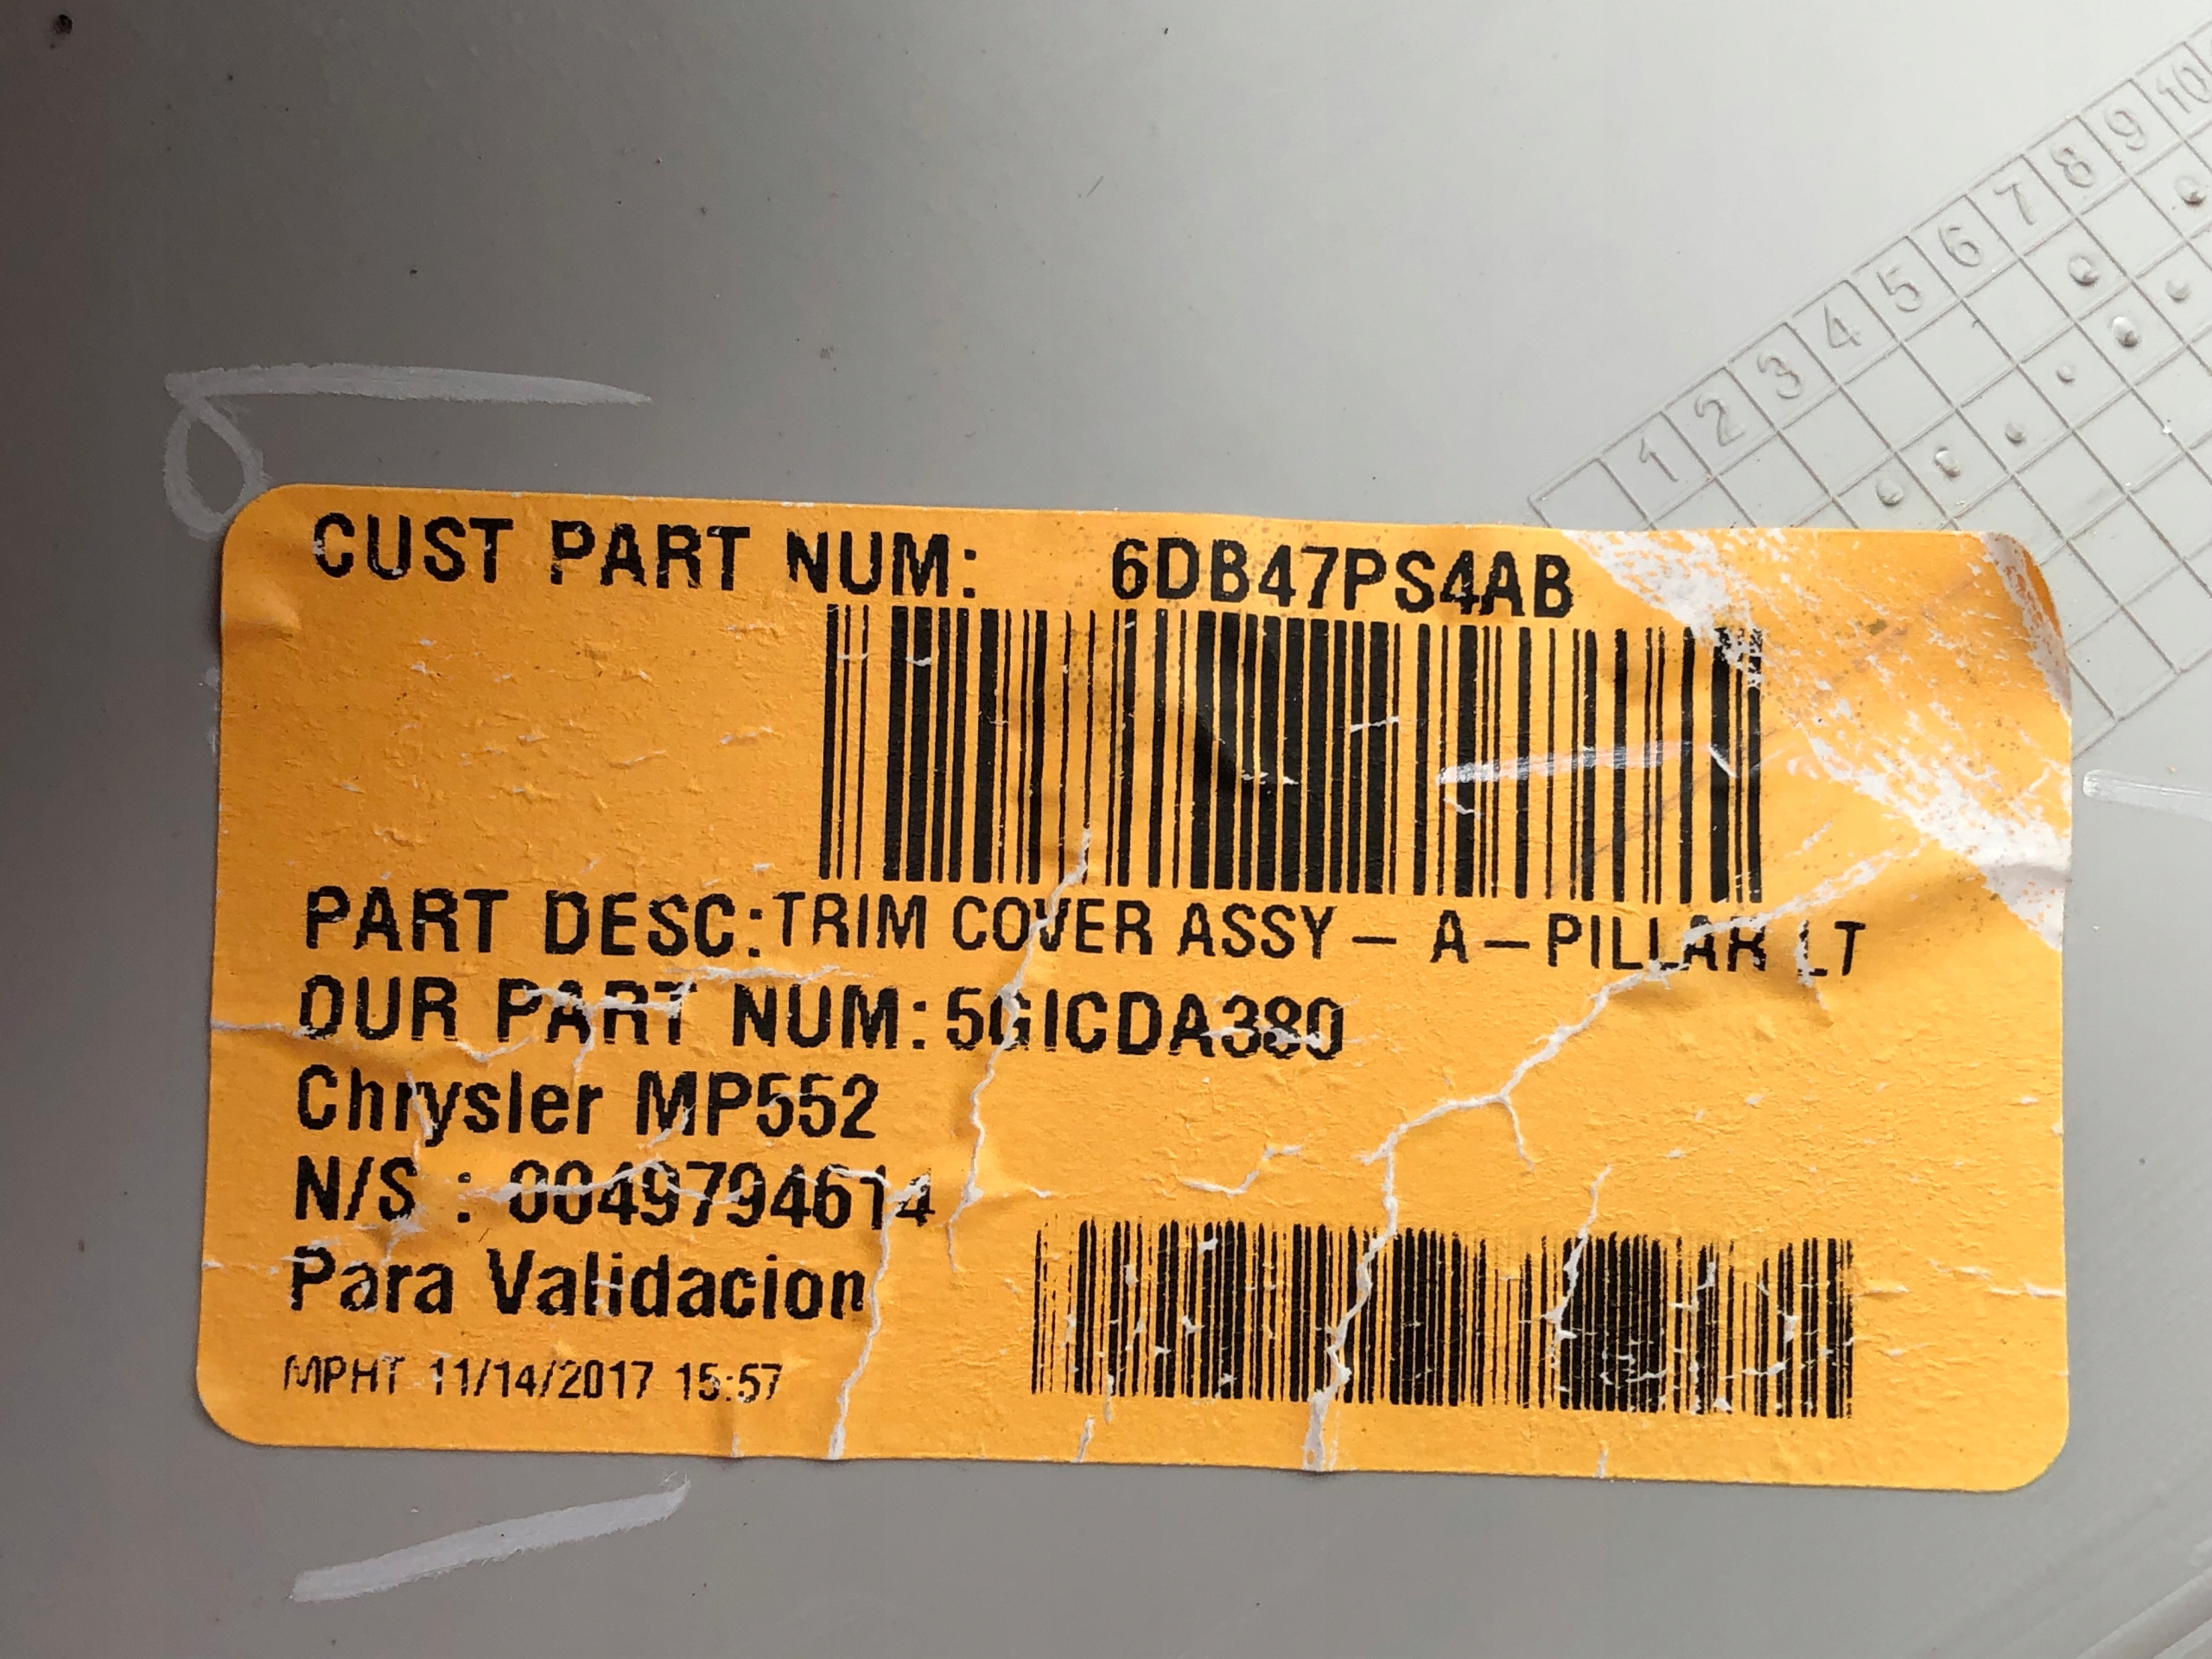 1 2 3 4 5 6 7 8 9 10
CUST PART NUM: 6DB47PS4AB
PART DESC:TRIM COVER ASSY – A–PILLAR LT
OUR PART NUM: 5GICDA380
Chrysler MP552
N/S : 0049794614
Para Validacion
MPHT 11/14/2017 15:57